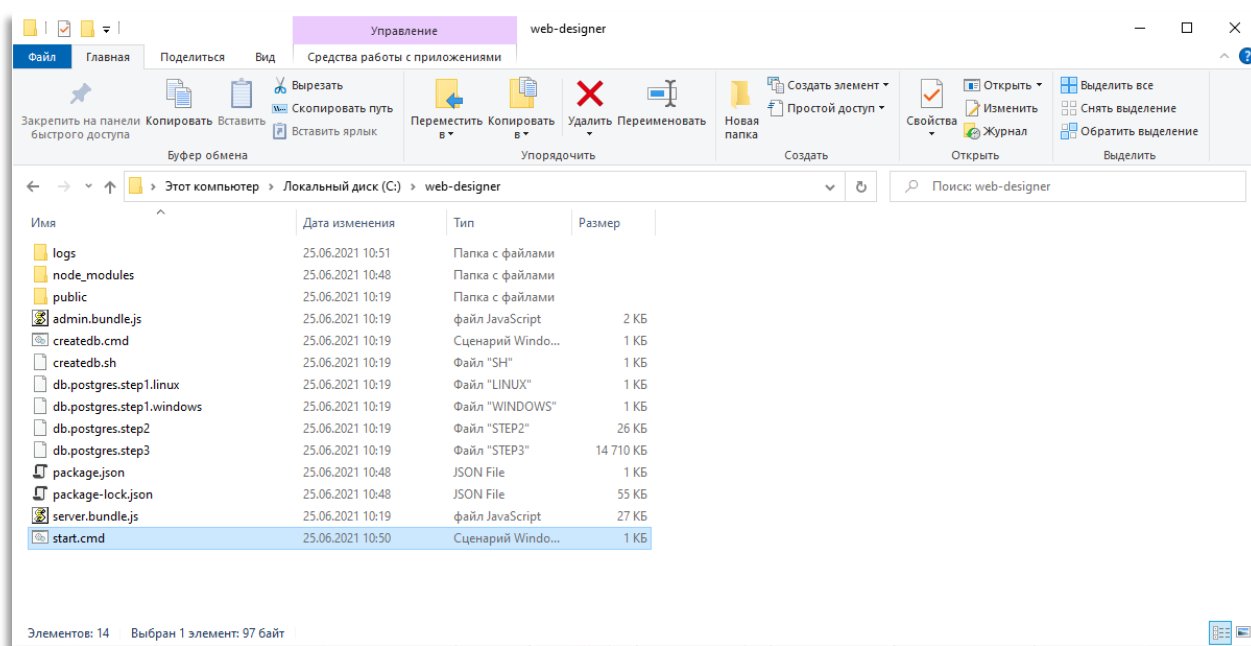 Управление
web-designer
Файл Главная Поделиться Вид Средства работы с приложениями
Закрепить на панели быстрого доступа
Копировать
Вставить
Вырезать
Скопировать путь
Вставить ярлык
Буфер обмена
Переместить в
Копировать в
Удалить
Переименовать
Упорядочить
Новая папка
Создать элемент
Простой доступ
Создать
Свойства
Открыть
Изменить
Журнал
Открыть
Выделить все
Снять выделение
Обратить выделение
Выделить
Этот компьютер › Локальный диск (C:) › web-designer
Поиск: web-designer
Имя Дата изменения Тип Размер
logs 25.06.2021 10:51 Папка с файлами
node_modules 25.06.2021 10:48 Папка с файлами
public 25.06.2021 10:19 Папка с файлами
admin.bundle.js 25.06.2021 10:19 файл JavaScript 2 КБ
createdb.cmd 25.06.2021 10:19 Сценарий Windo... 1 КБ
createdb.sh 25.06.2021 10:19 Файл "SH" 1 КБ
db.postgres.step1.linux 25.06.2021 10:19 Файл "LINUX" 1 КБ
db.postgres.step1.windows 25.06.2021 10:19 Файл "WINDOWS" 1 КБ
db.postgres.step2 25.06.2021 10:19 Файл "STEP2" 26 КБ
db.postgres.step3 25.06.2021 10:19 Файл "STEP3" 14 710 КБ
package.json 25.06.2021 10:48 JSON File 1 КБ
package-lock.json 25.06.2021 10:48 JSON File 55 КБ
server.bundle.js 25.06.2021 10:19 файл JavaScript 27 КБ
start.cmd 25.06.2021 10:50 Сценарий Windo... 1 КБ
Элементов: 14 Выбран 1 элемент: 97 байт